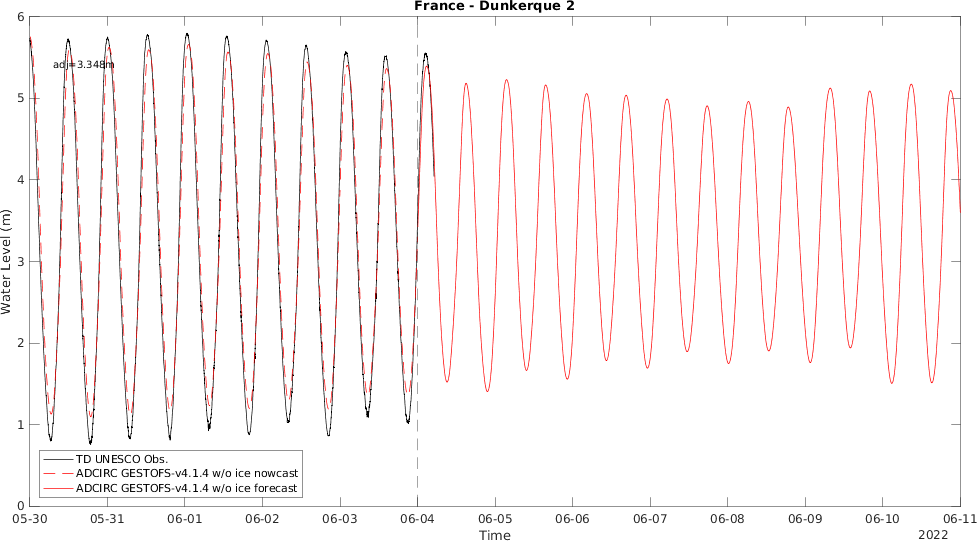 France - Dunkerque 2
6
5
4
3
2
1
0
Water Level (m)
adj=3.348m
TD UNESCO Obs.
ADCIRC GESTOFS-v4.1.4 w/o ice nowcast
ADCIRC GESTOFS-v4.1.4 w/o ice forecast
05-30 05-31 06-01 06-02 06-03 06-04 06-05 06-06 06-07 06-08 06-09 06-10 06-11
Time
2022